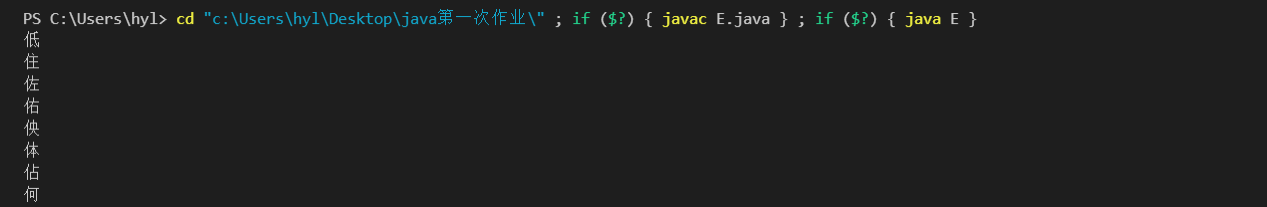 PS C:\Users\hyl> cd "c:\Users\hyl\Desktop\java第一次作业\" ; if ($?) { javac E.java } ; if ($?) { java E }
低
住
佐
佑
佒
体
佔
何